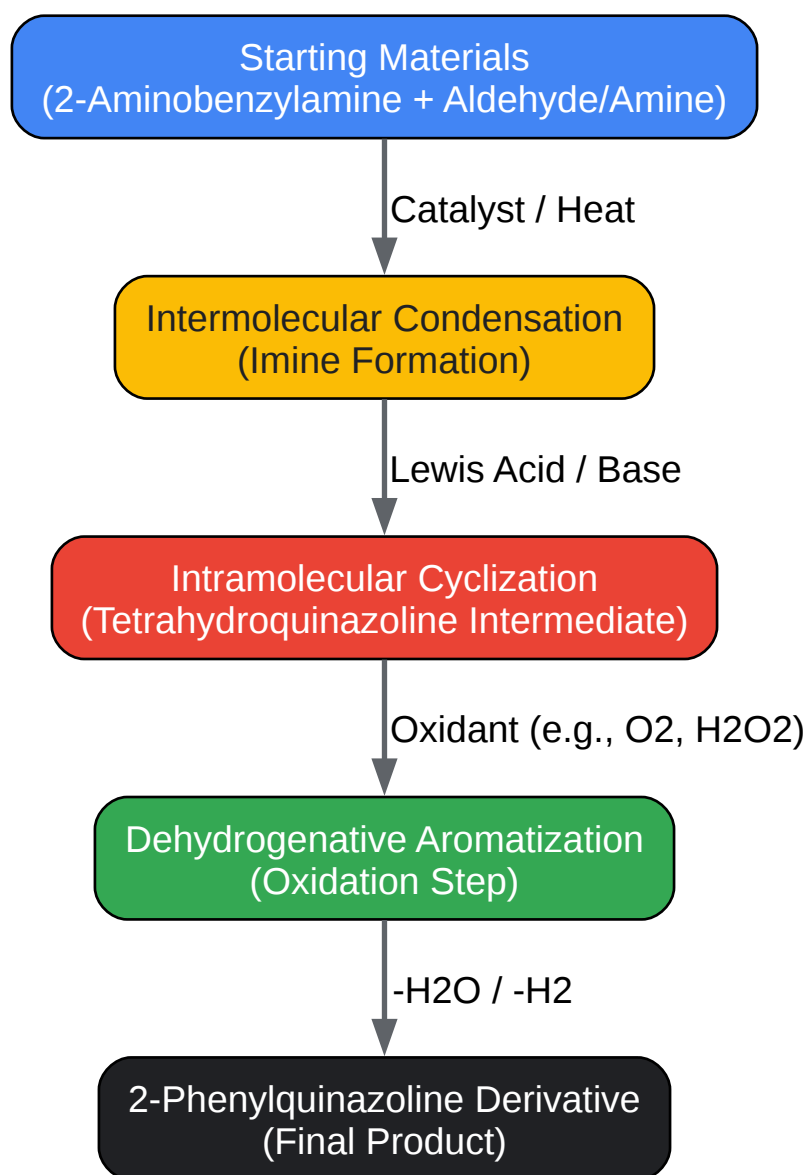 Starting Materials
(2-Aminobenzylamine + Aldehyde/Amine)
Catalyst / Heat
Intermolecular Condensation
(Imine Formation)
Lewis Acid / Base
Intramolecular Cyclization
(Tetrahydroquinazoline Intermediate)
Oxidant (e.g., O2, H2O2)
Dehydrogenative Aromatization
(Oxidation Step)
-H2O / -H2
2-Phenylquinazoline Derivative
(Final Product)